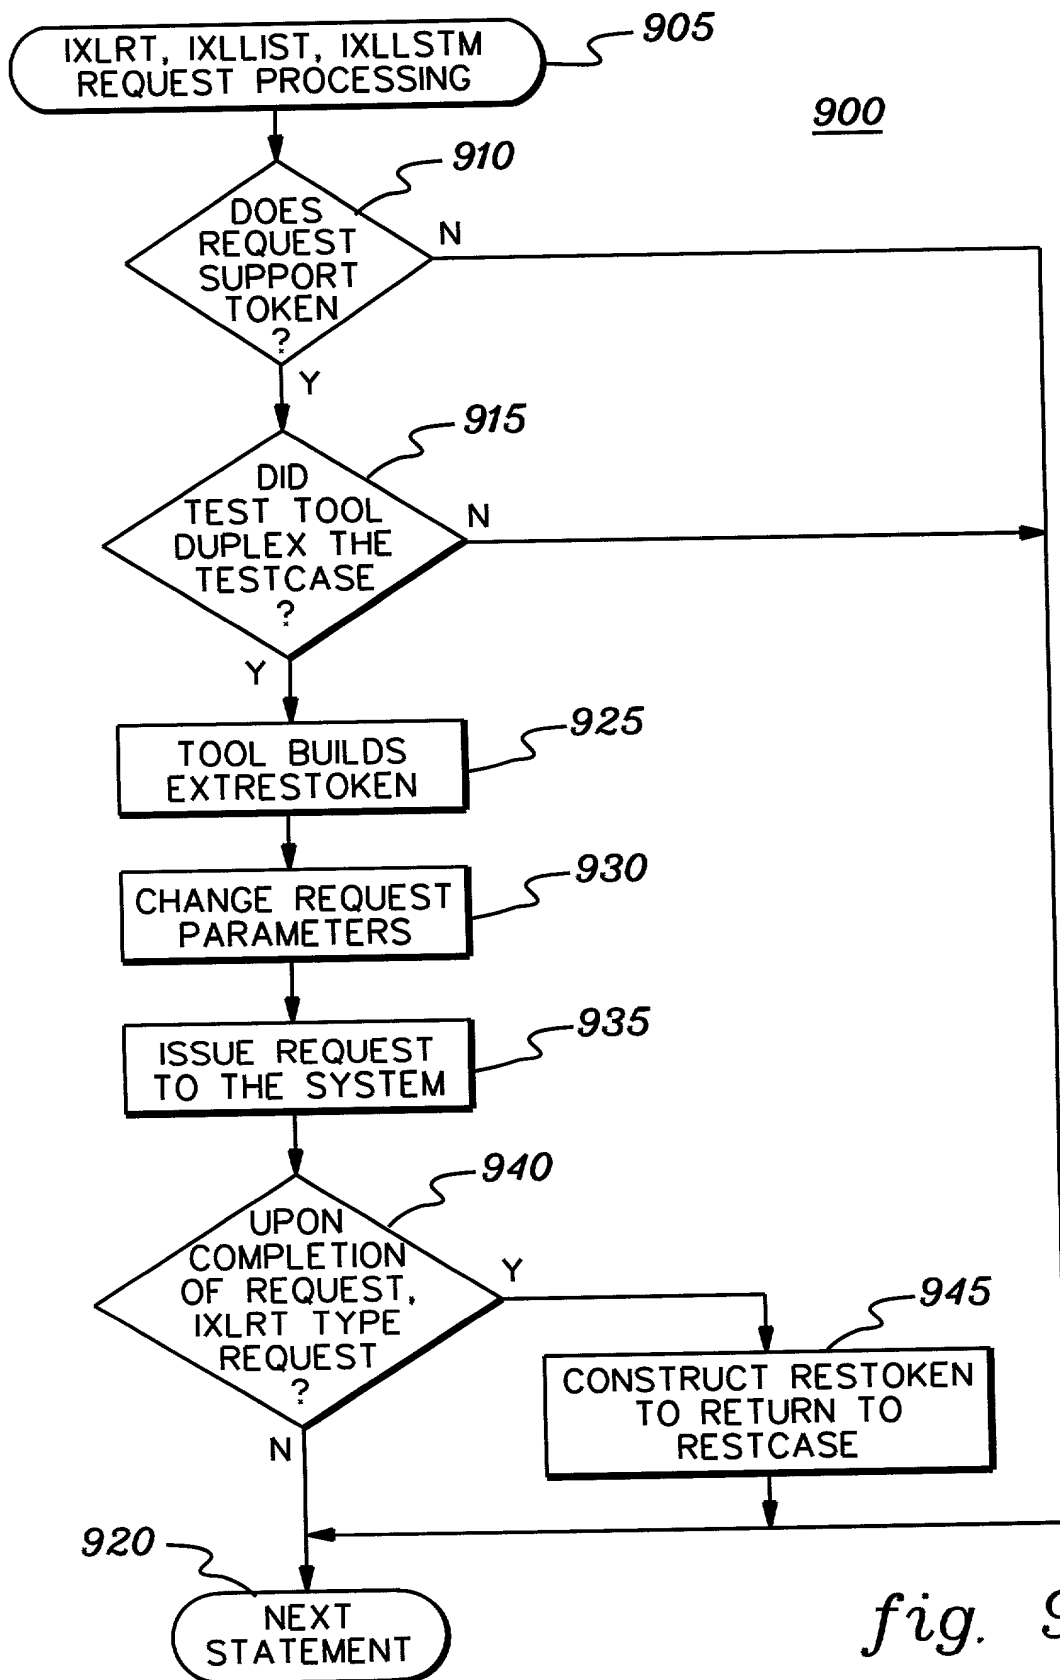 IXLRT, IXLLIST, IXLLSTM
REQUEST PROCESSING
905
900
910
DOES
REQUEST
SUPPORT
TOKEN
?
N
Y
915
DID
TEST TOOL
DUPLEX THE
TESTCASE
?
N
Y
925
TOOL BUILDS
EXTRESTOKEN
930
CHANGE REQUEST
PARAMETERS
935
ISSUE REQUEST
TO THE SYSTEM
940
UPON
COMPLETION
OF REQUEST,
IXLRT TYPE
REQUEST
?
Y
N
945
CONSTRUCT RESTOKEN
TO RETURN TO
RESTCASE
920
NEXT
STATEMENT
fig. 9